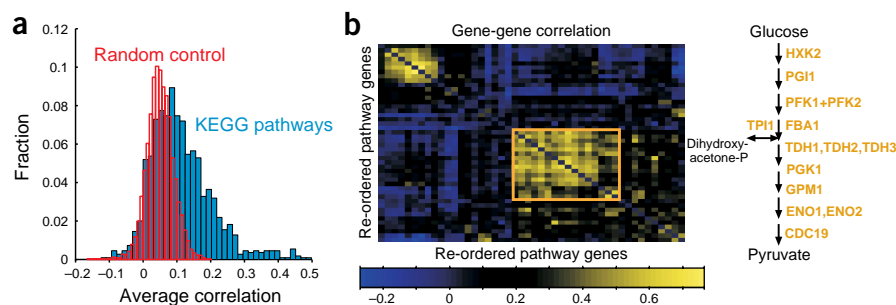 a
Random control
KEGG pathways
0.12
0.1
0.08
0.06
0.04
0.02
0
Fraction
−0.2
−0.1
0
0.1
0.2
0.3
0.4
0.5
Average correlation
b
Gene-gene correlation
Re-ordered pathway genes
Re-ordered pathway genes
−0.2
0
0.2
0.4
0.6
Glucose
HXK2
PGI1
PFK1+PFK2
TPI1
FBA1
Dihydroxy-
acetone-P
TDH1,TDH2,TDH3
PGK1
GPM1
ENO1,ENO2
CDC19
Pyruvate